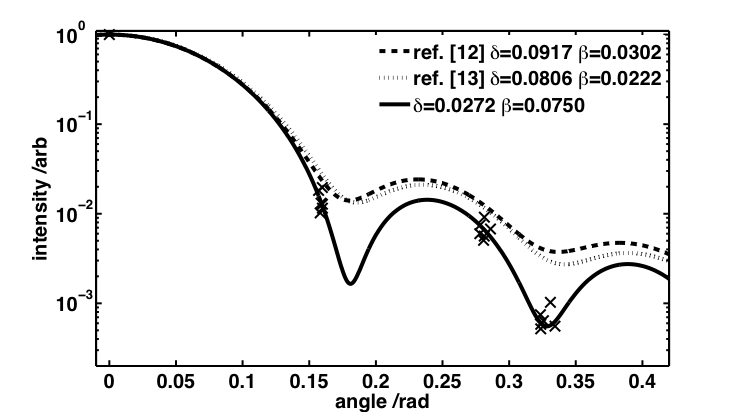 10^0
10^−1
10^−2
10^−3
intensity /arb
ref. [12] δ=0.0917 β=0.0302
ref. [13] δ=0.0806 β=0.0222
δ=0.0272 β=0.0750
0 0.05 0.1 0.15 0.2 0.25 0.3 0.35 0.4
angle /rad